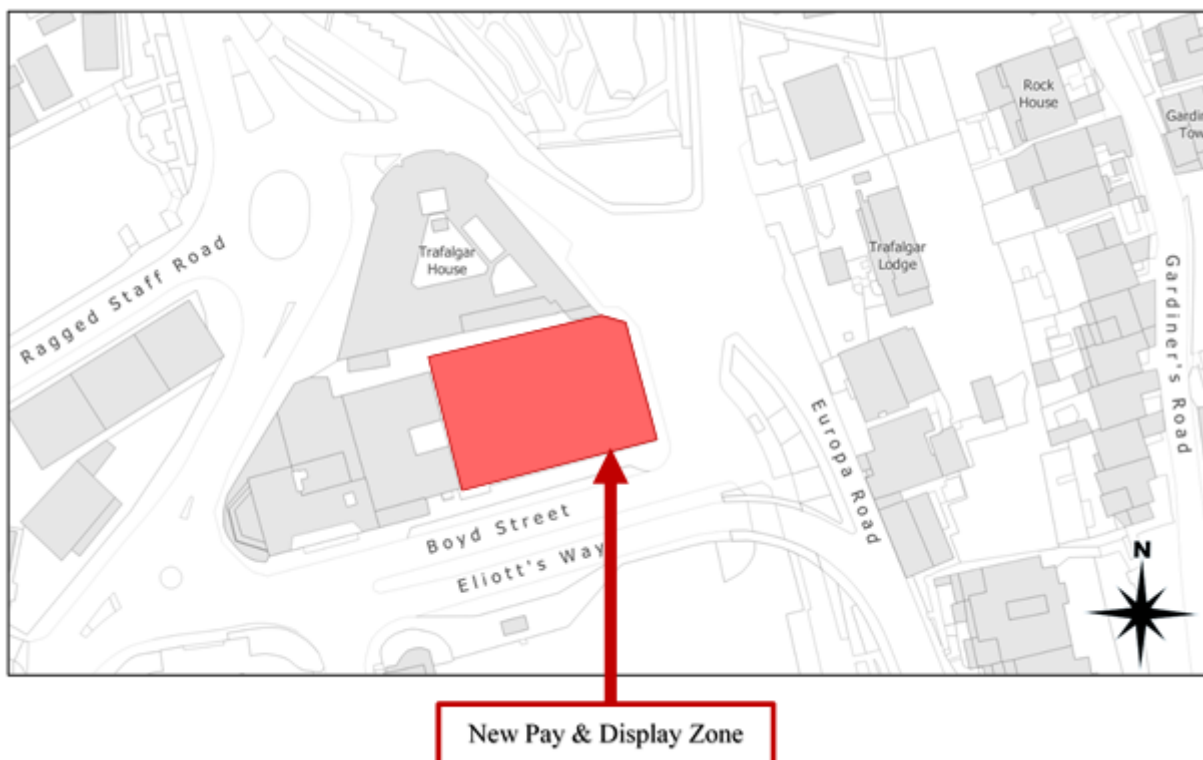 Rock
House
Gardin
Tow
Trafalgar
House
Trafalgar
Lodge
Ragged Staff Road
Gardiner's Road
Europa Road
Boyd Street
Eliott's Way
N
New Pay & Display Zone